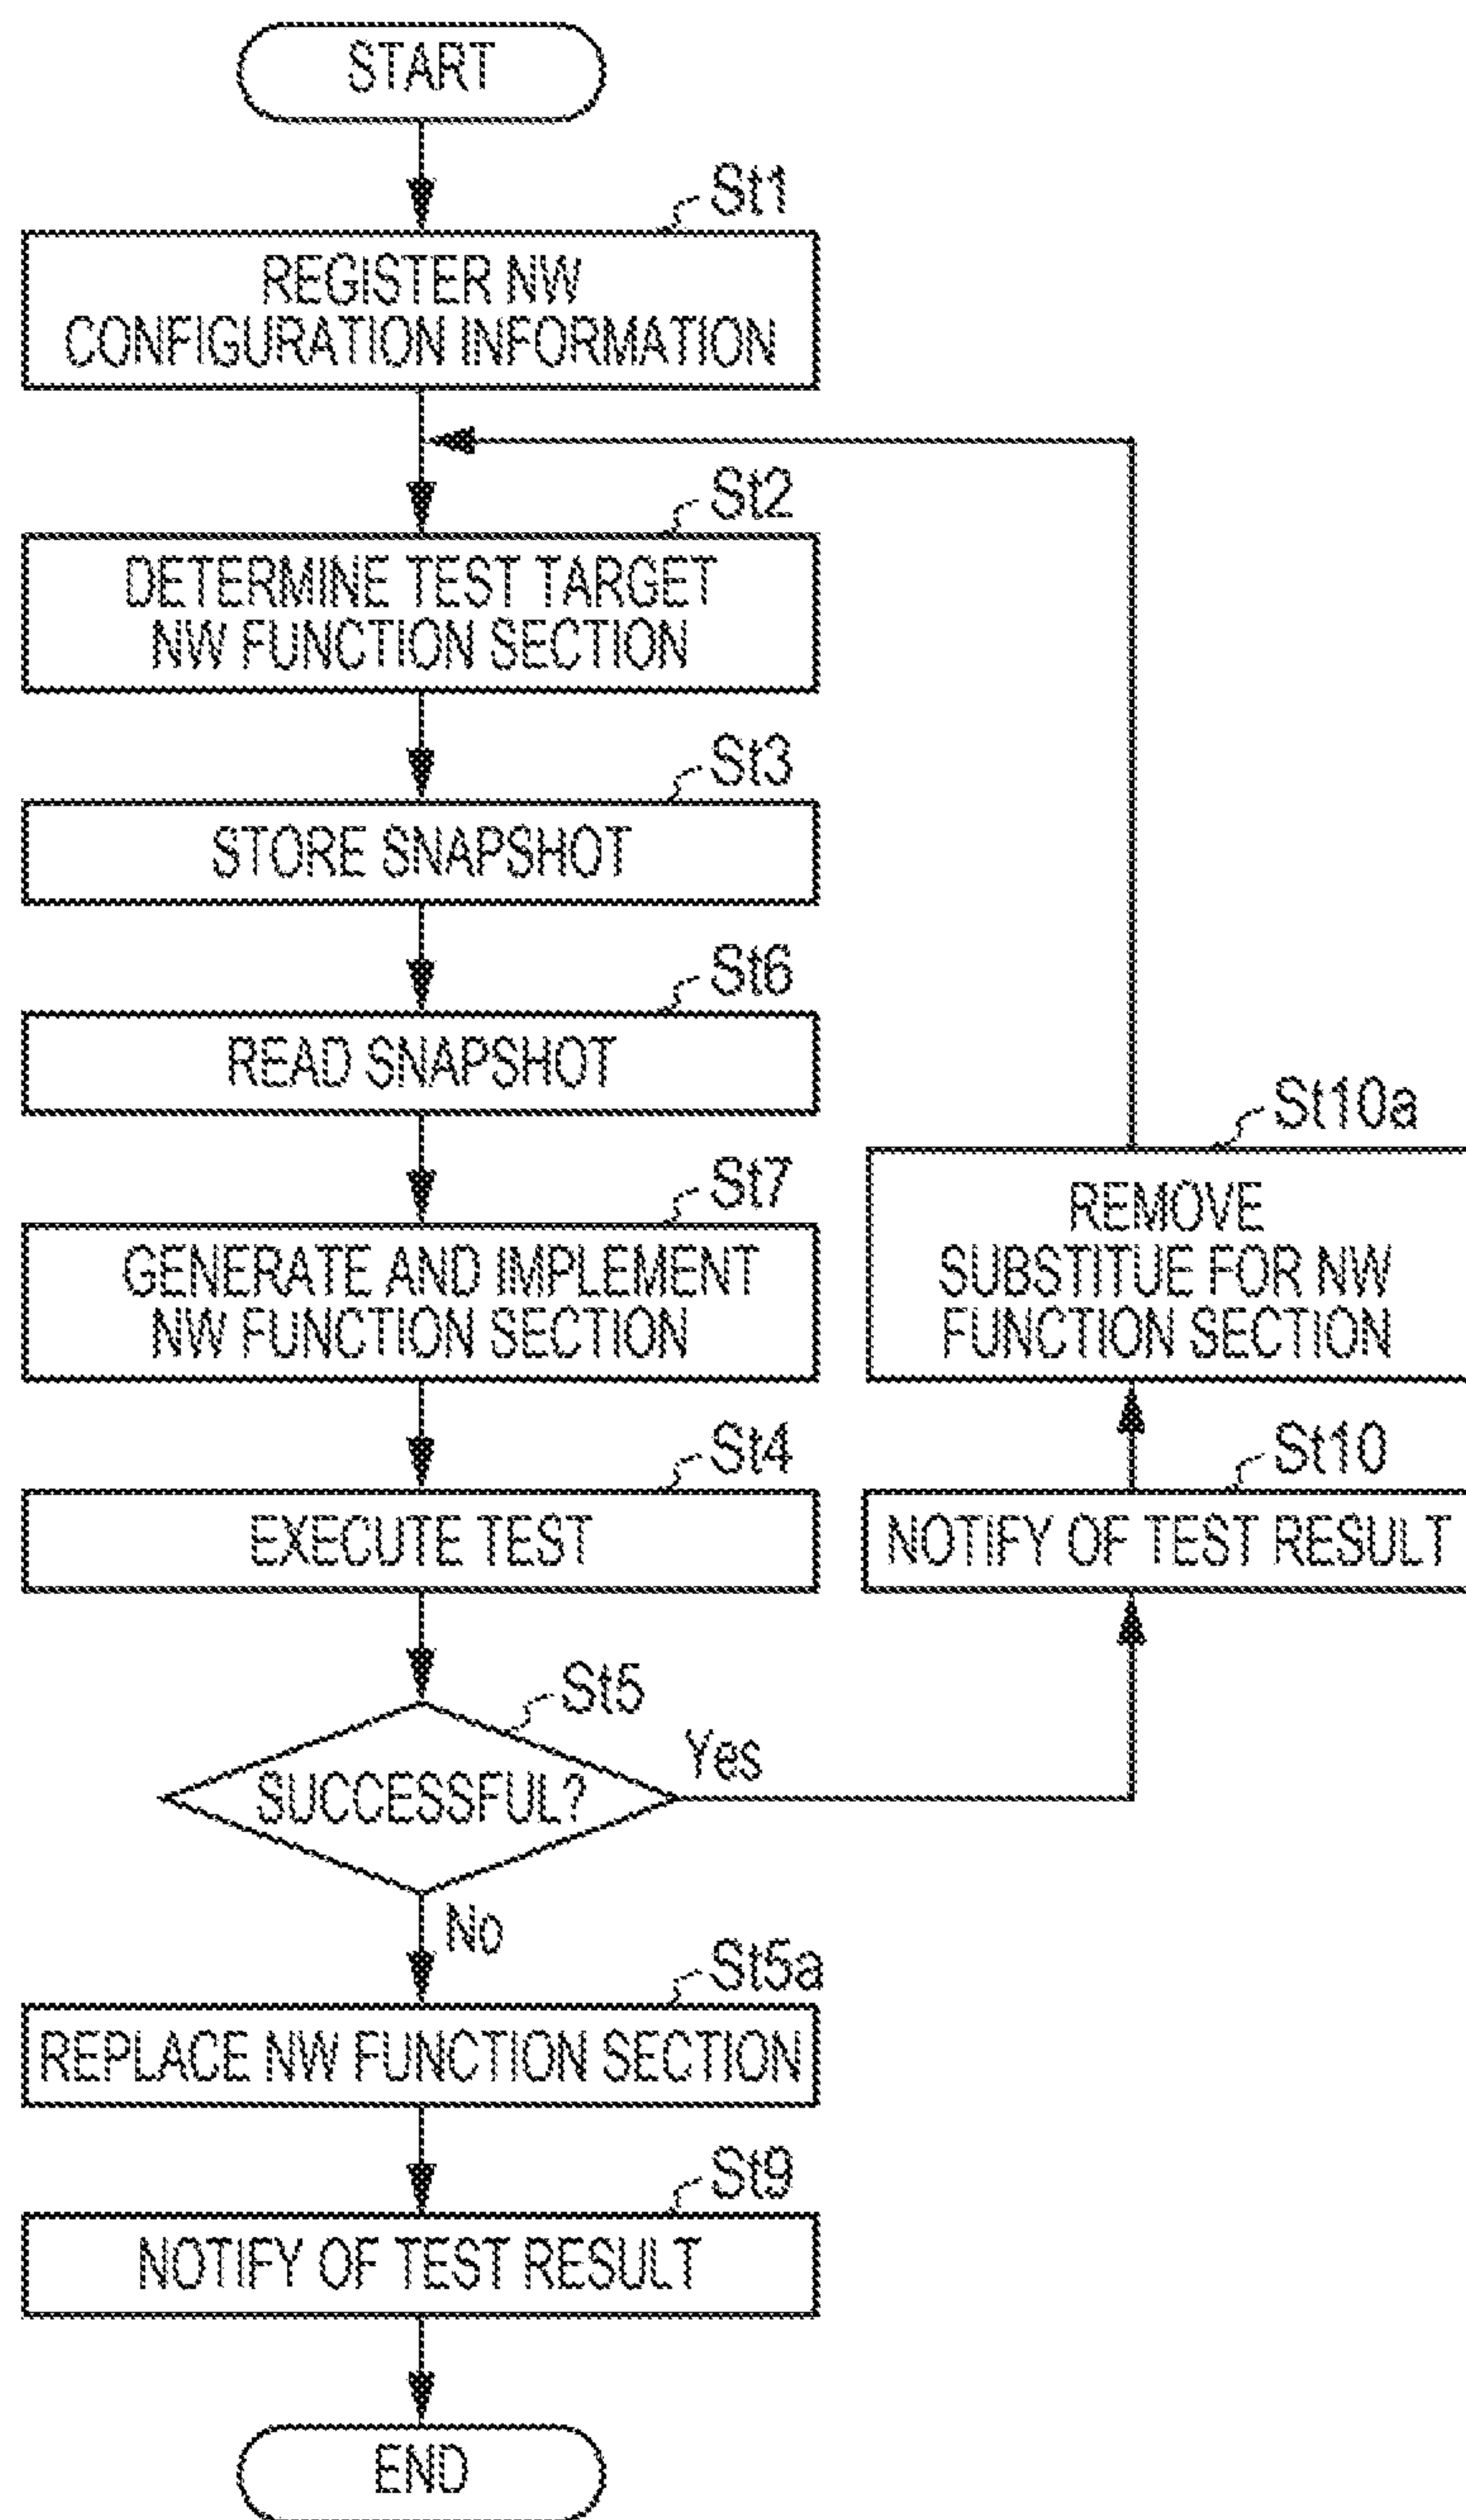 START
St1
REGISTER NW
CONFIGURATION INFORMATION
St2
DETERMINE TEST TARGET
NW FUNCTION SECTION
St3
STORE SNAPSHOT
St6
READ SNAPSHOT
St7
GENERATE AND IMPLEMENT
NW FUNCTION SECTION
St4
EXECUTE TEST
St5
SUCCESSFUL?
Yes
No
St10
NOTIFY OF TEST RESULT
St10a
REMOVE
SUBSTITUE FOR NW
FUNCTION SECTION
St5a
REPLACE NW FUNCTION SECTION
St9
NOTIFY OF TEST RESULT
END